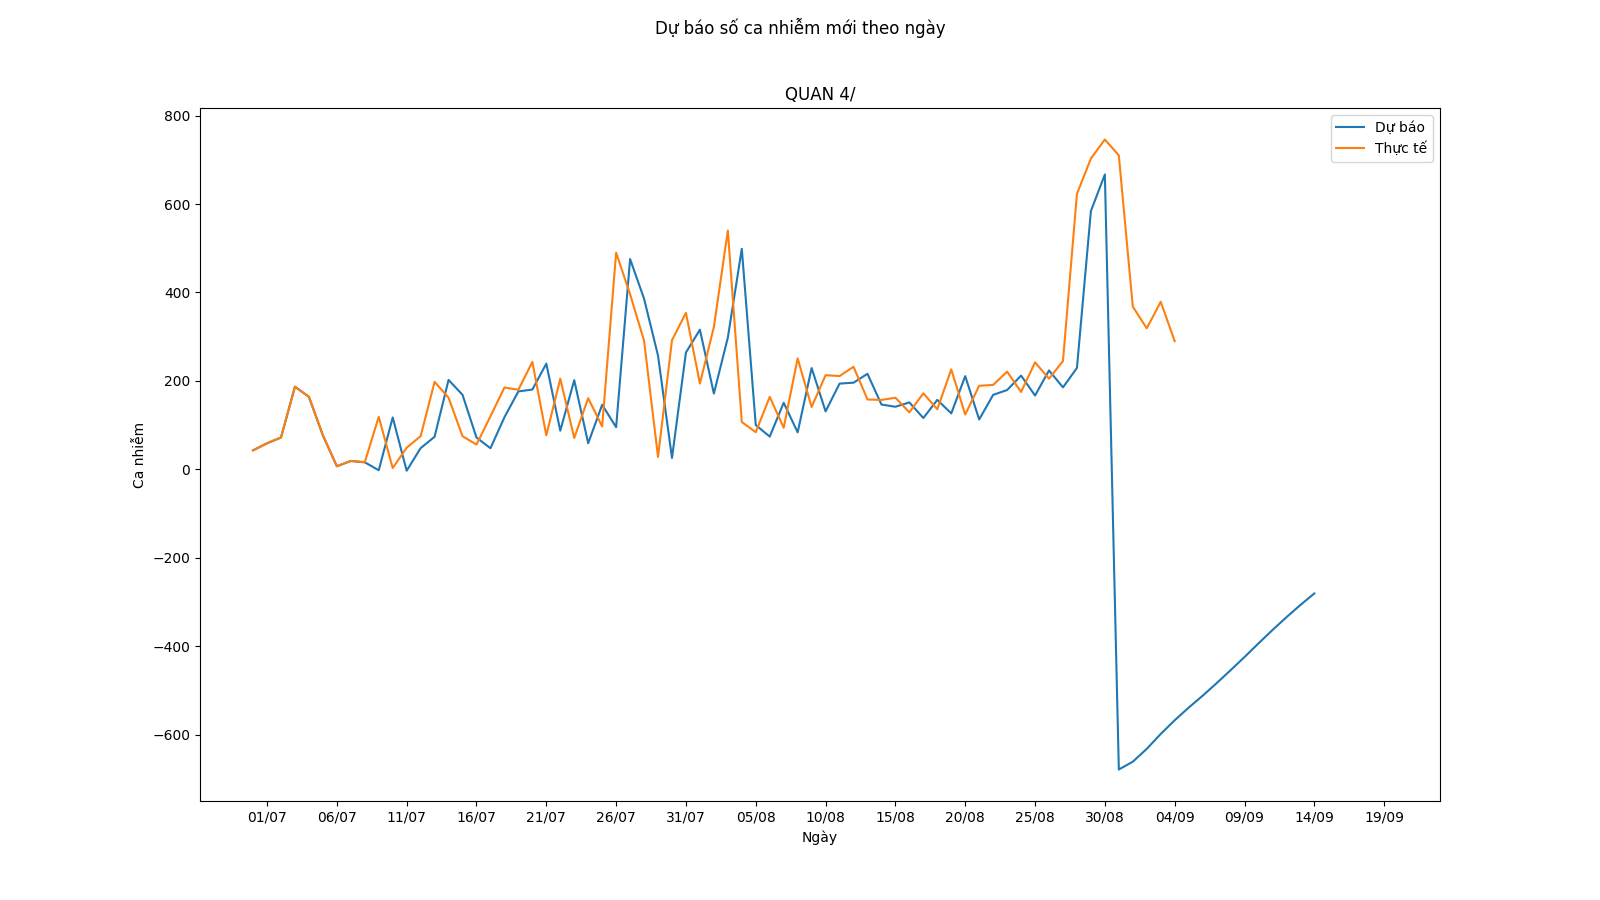 Dự báo số ca nhiễm mới theo ngày
QUAN 4/
Dự báo
Thực tế
800
600
400
200
0
−200
−400
−600
Ca nhiễm
01/07 06/07 11/07 16/07 21/07 26/07 31/07 05/08 10/08 15/08 20/08 25/08 30/08 04/09 09/09 14/09 19/09
Ngày